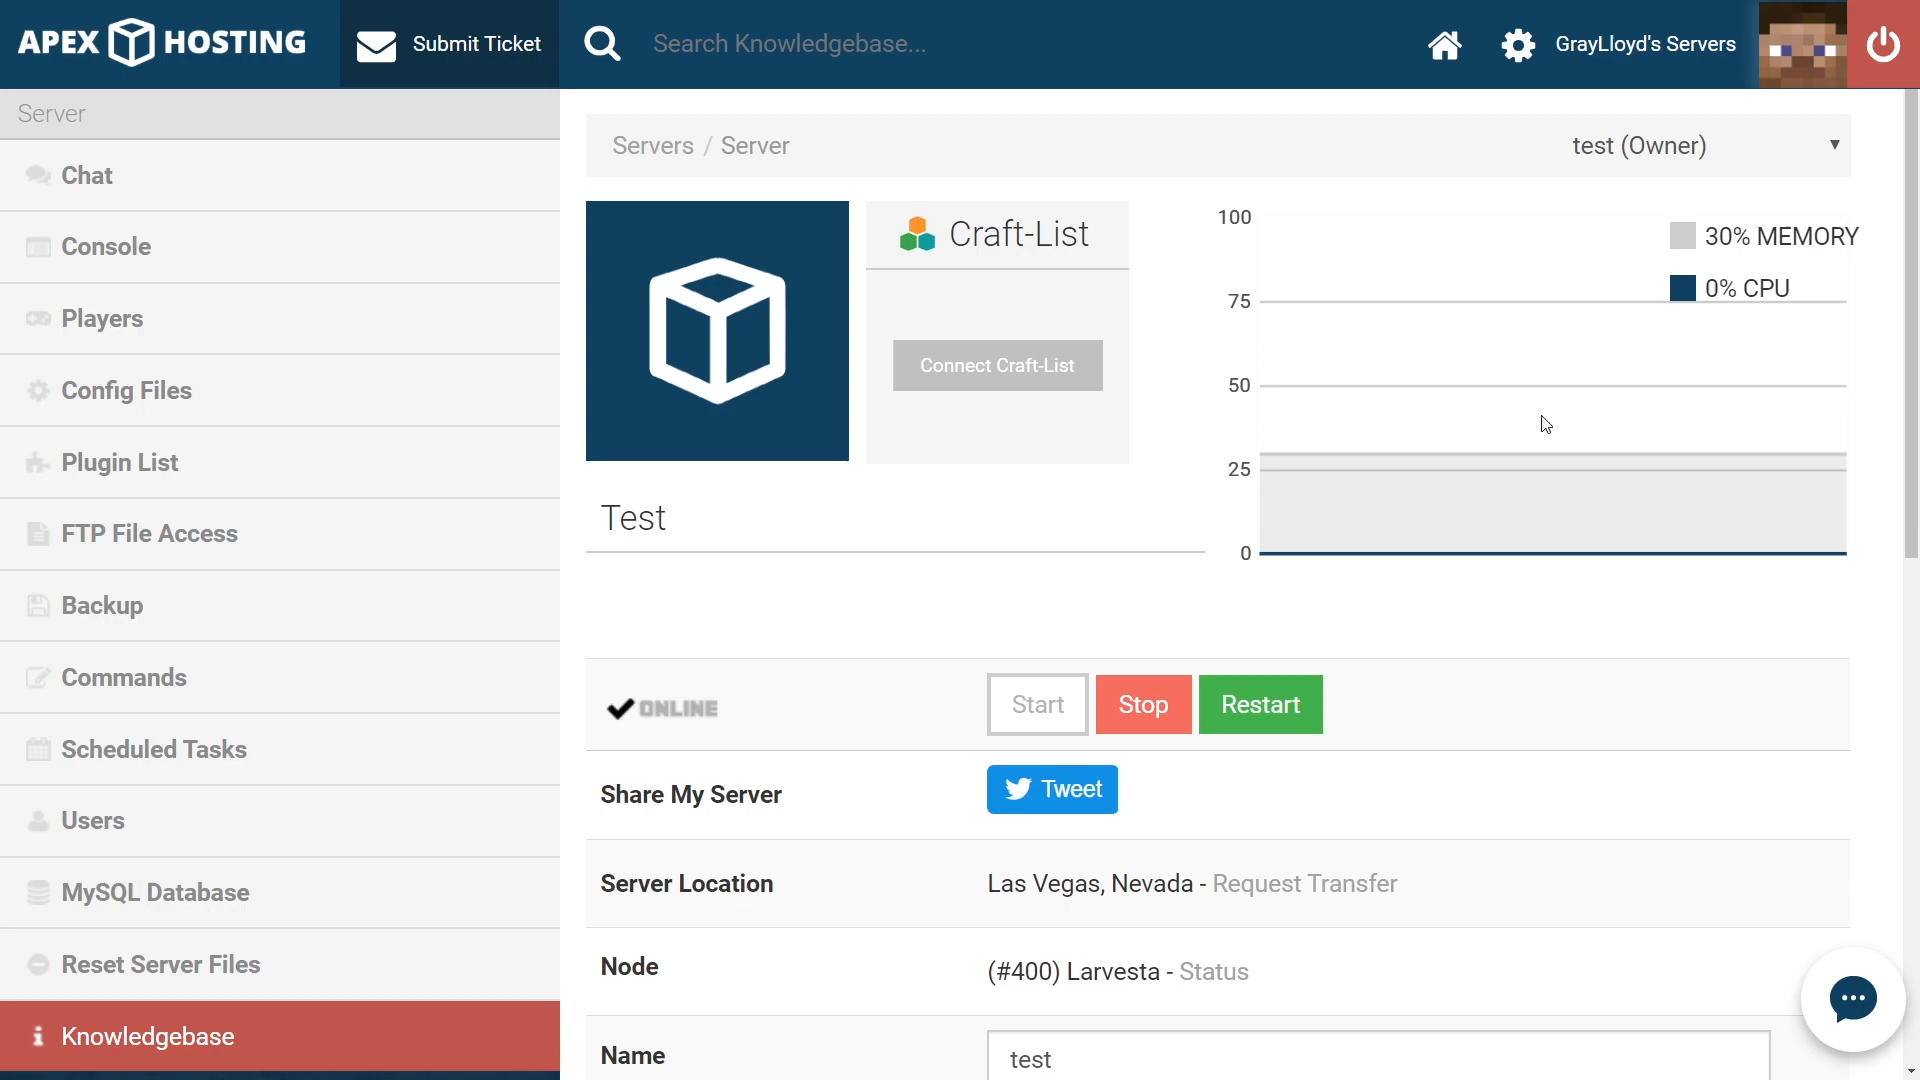 APEX HOSTING
Submit Ticket
Search Knowledgebase...
GrayLloyd's Servers
Server
Chat
Console
Players
Config Files
Plugin List
FTP File Access
Backup
Commands
Scheduled Tasks
Users
MySQL Database
Reset Server Files
Knowledgebase
Servers / Server
test (Owner)
Craft-List
Connect Craft-List
100
75
50
25
0
30% MEMORY
0% CPU
Test
ONLINE
Start
Stop
Restart
Share My Server
Tweet
Server Location
Las Vegas, Nevada - Request Transfer
Node
(#400) Larvesta - Status
Name
test